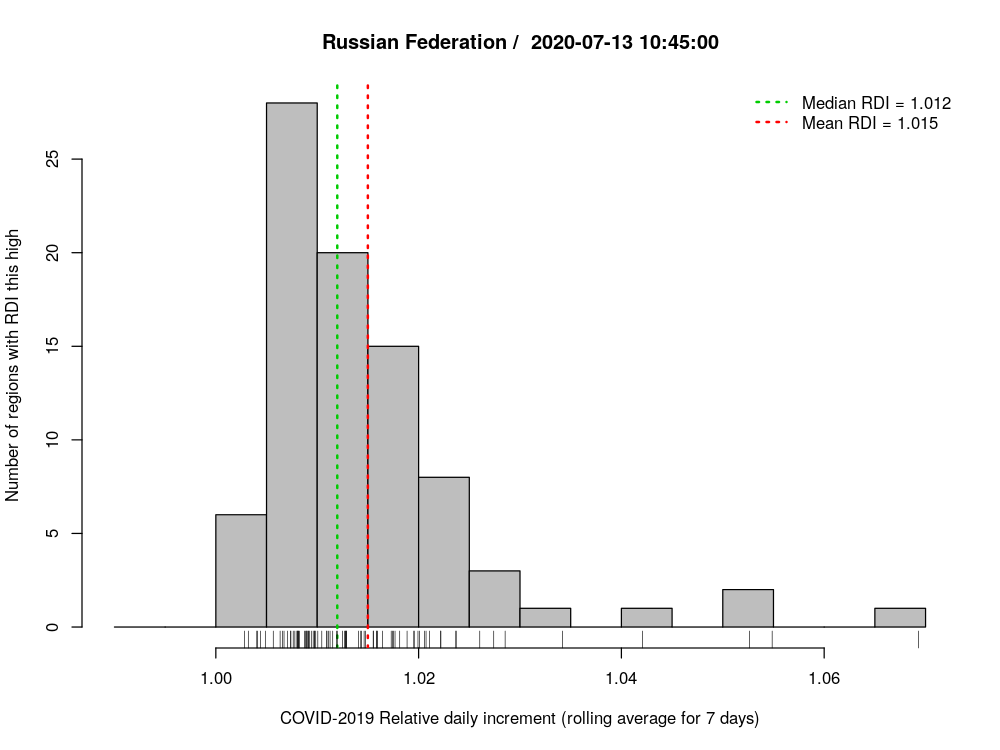 Russian Federation /  2020-07-13 10:45:00
Median RDI = 1.012
Mean RDI = 1.015
Number of regions with RDI this high
25
20
15
10
5
0
1.00 1.02 1.04 1.06
COVID-2019 Relative daily increment (rolling average for 7 days)